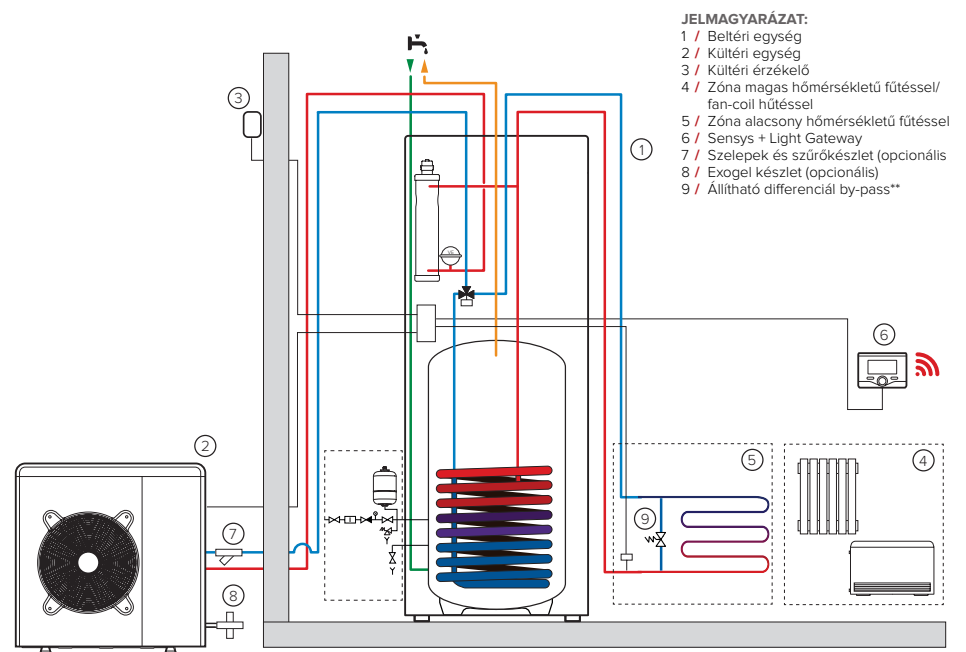 JELMAGYARÁZAT:
1 / Beltéri egység
2 / Kültéri egység
3 / Kültéri érzékelő
4 / Zóna magas hőmérsékletű fűtéssel/
fan-coil hűtéssel
5 / Zóna alacsony hőmérsékletű fűtéssel
6 / Sensys + Light Gateway
7 / Szelepek és szűrőkészlet (opcionális
8 / Exogel készlet (opcionális)
9 / Állítható differenciál by-pass**
3
1
VE
6
2
5
4
9
7
8